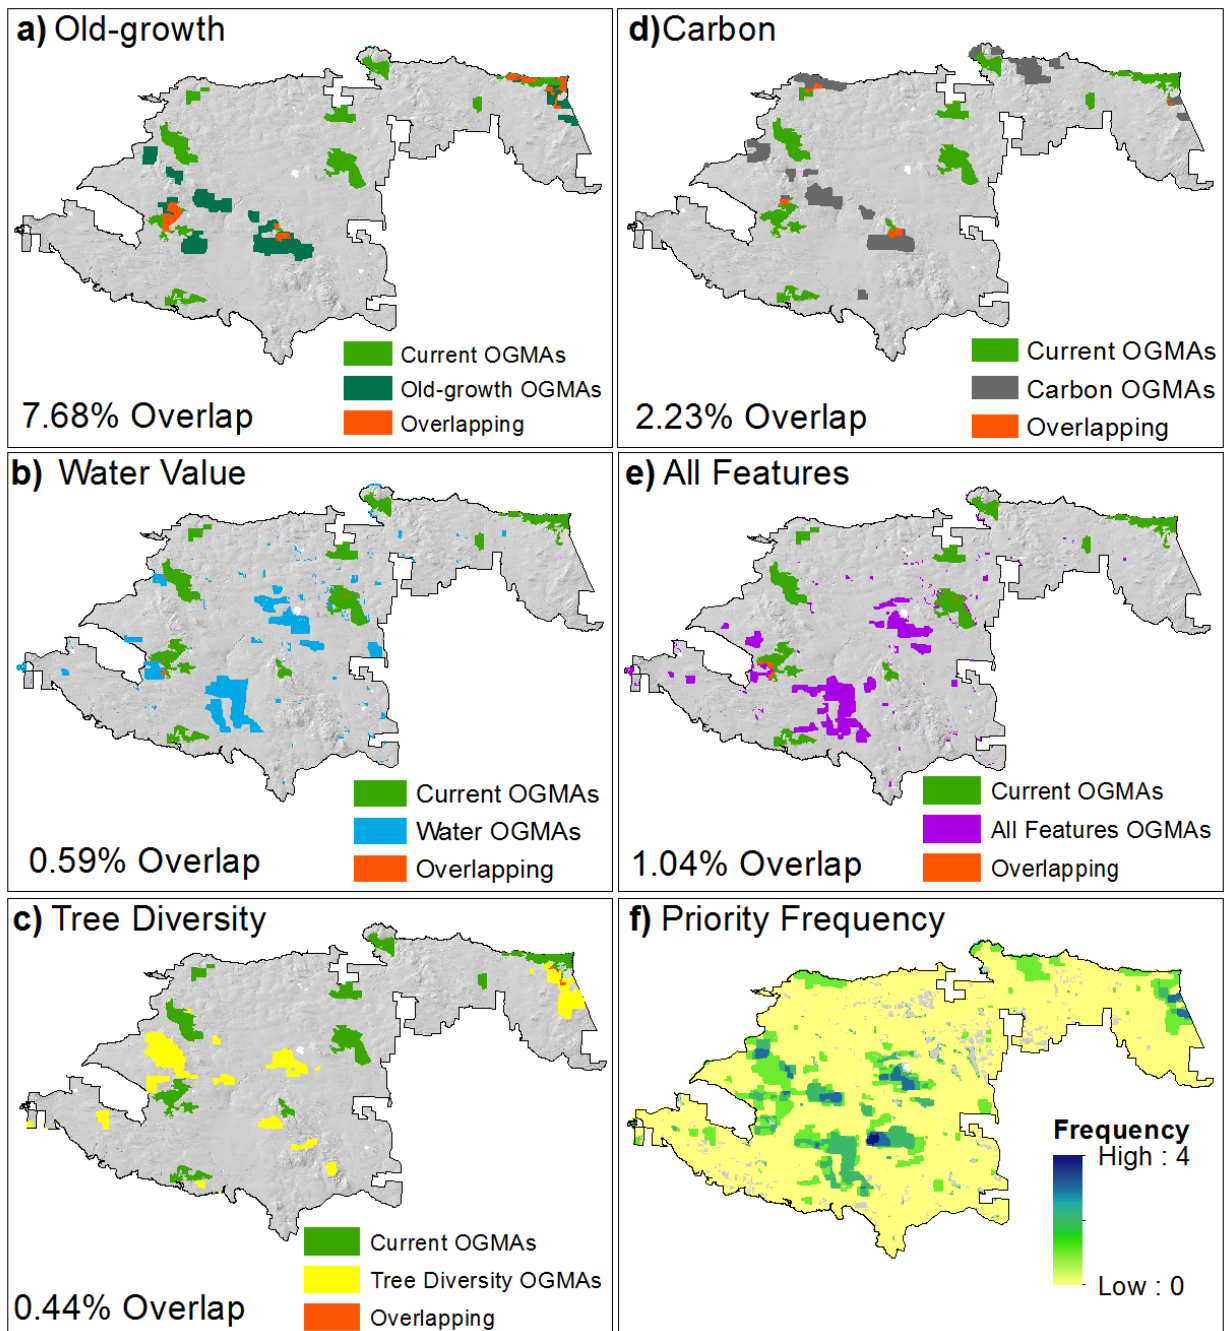 a) Old-growth
Current OGMAs
Old-growth OGMAs
Overlapping
7.68% Overlap
d)Carbon
Current OGMAs
Carbon OGMAs
Overlapping
2.23% Overlap
b) Water Value
Current OGMAs
Water OGMAs
Overlapping
0.59% Overlap
e) All Features
Current OGMAs
All Features OGMAs
Overlapping
1.04% Overlap
c) Tree Diversity
Current OGMAs
Tree Diversity OGMAs
Overlapping
0.44% Overlap
f) Priority Frequency
Frequency
High : 4
Low : 0